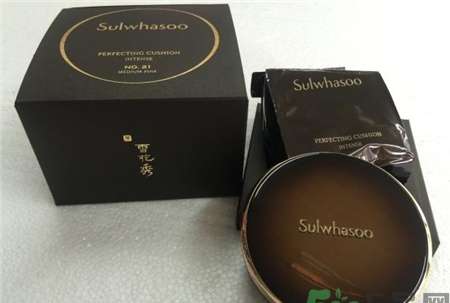 Sulwhasoo
PERFECTING CUSHION
INTENSE
NO. 21
MEDIUM PINK
雪花秀
Sulwhasoo
PERFECTING CUSHION
INTENSE
Sulwhasoo